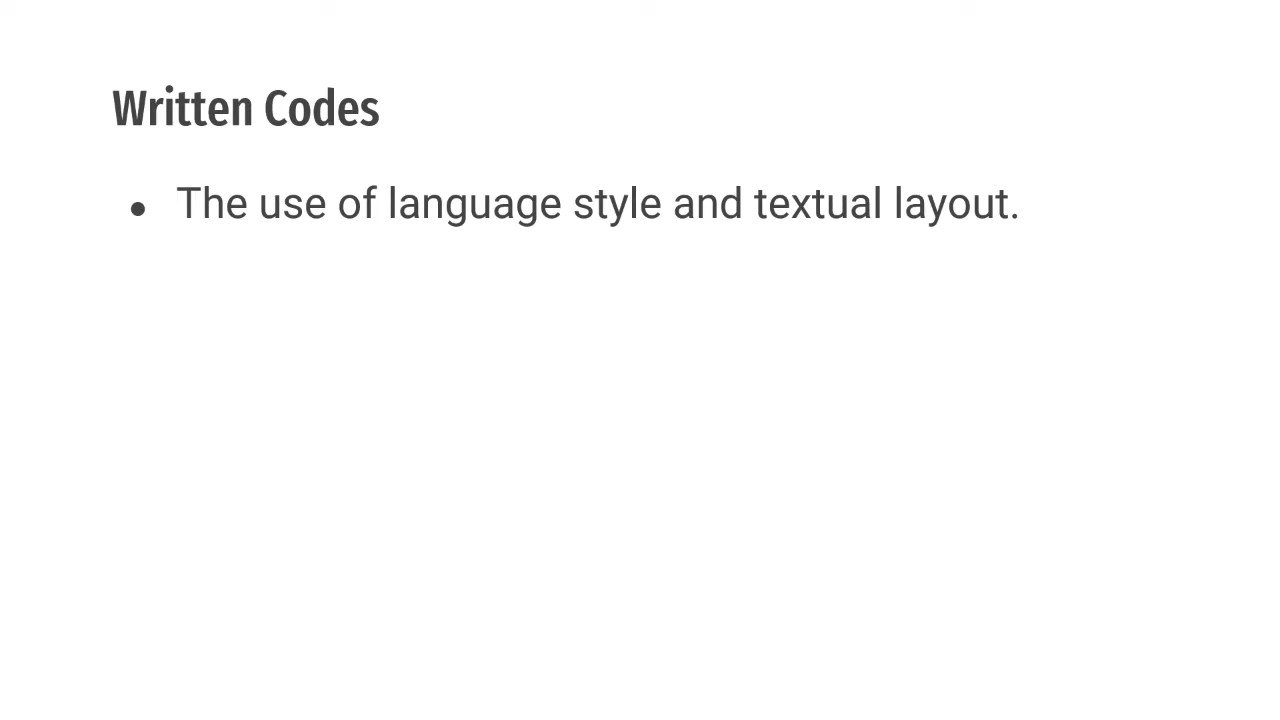 Written Codes
● The use of language style and textual layout.